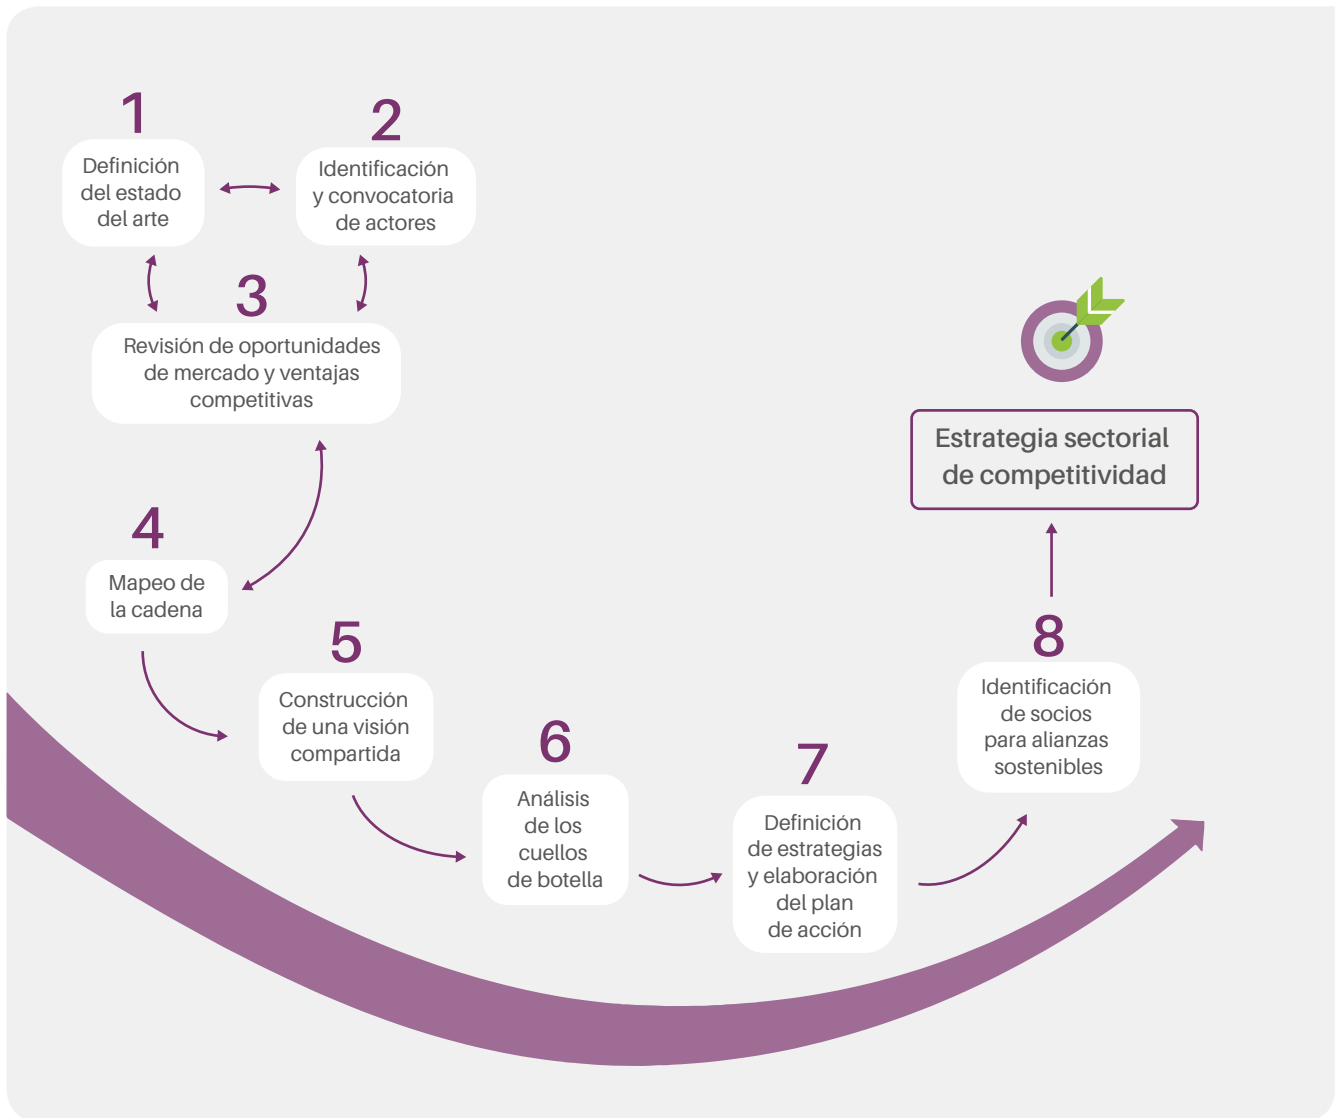 1
Definición
del estado
del arte
2
Identificación
y convocatoria
de actores
3
Revisión de oportunidades
de mercado y ventajas
competitivas
4
Mapeo de
la cadena
5
Construcción
de una visión
compartida
6
Análisis
de los
cuellos
de botella
7
Definición
de estrategias
y elaboración
del plan
de acción
8
Identificación
de socios
para alianzas
sostenibles
Estrategia sectorial
de competitividad